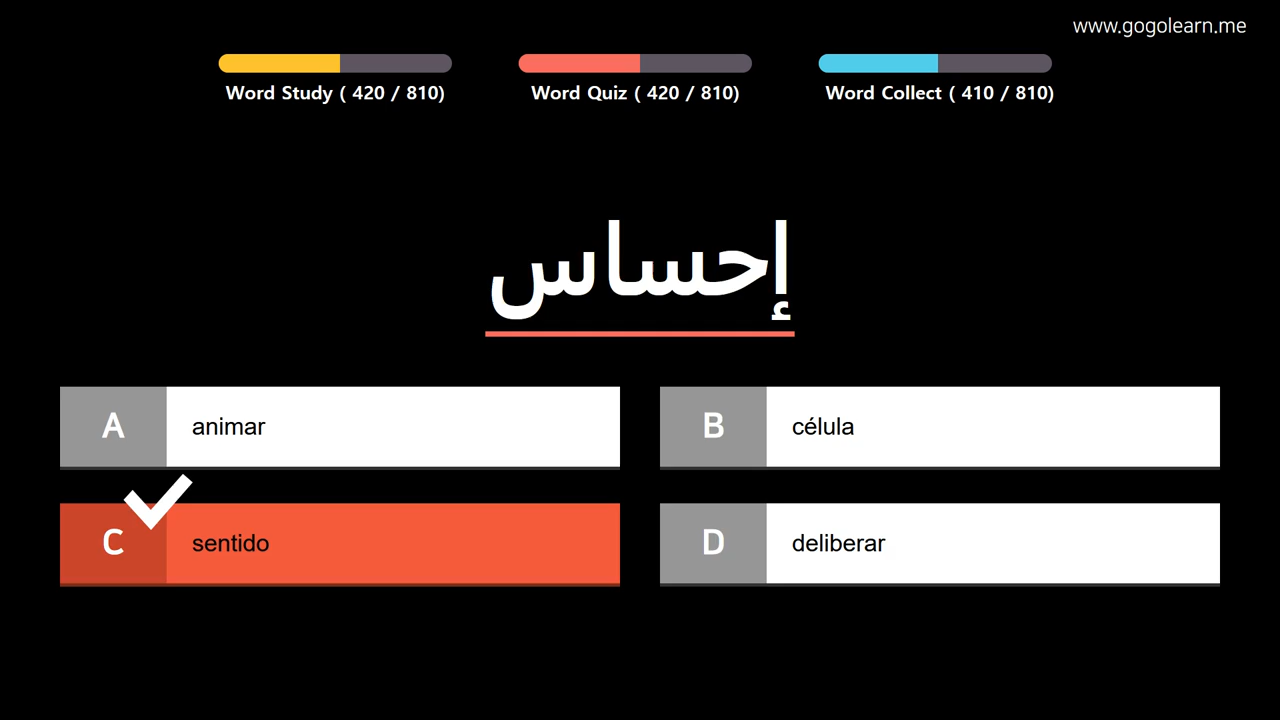 www.gogolearn.me
Word Study ( 420 / 810)
Word Quiz ( 420 / 810)
Word Collect ( 410 / 810)
إحساس
A animar
B célula
C sentido
D deliberar